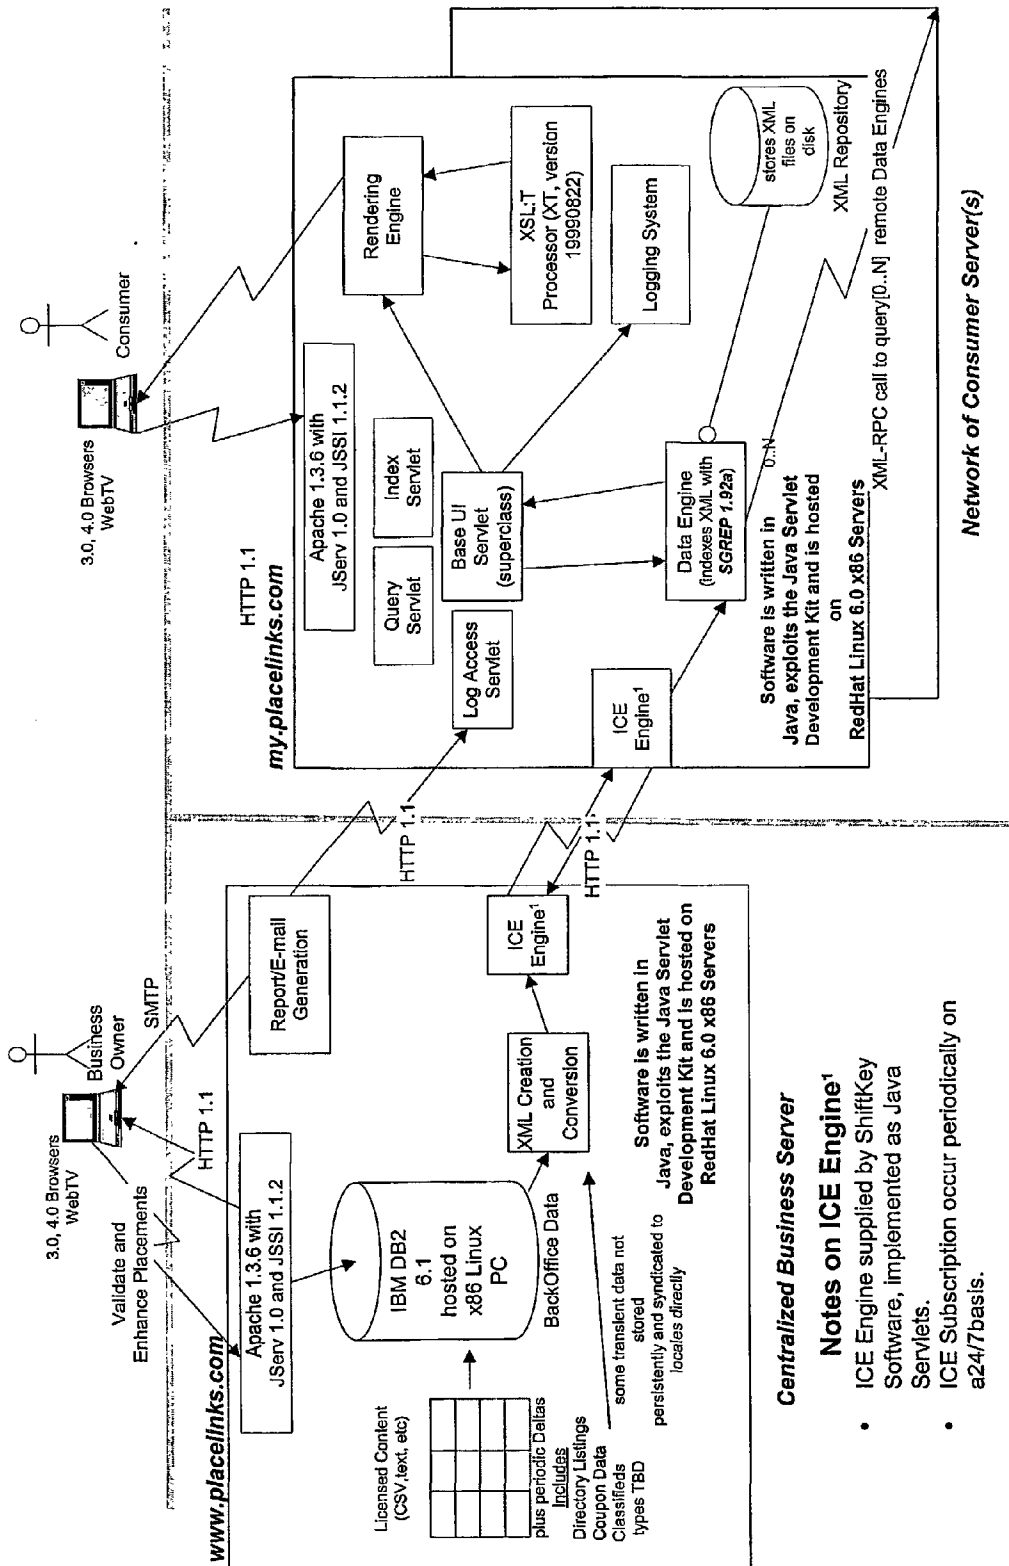 Business
Owner
3.0, 4.0 Browsers
WebTV
Validate and
Enhance Placements
HTTP 1.1
SMTP
www.placelinks.com
Apache 1.3.6 with
JServ 1.0 and JSSI 1.1.2
Report/E-mail
Generation
Licensed Content
(CSV,text, etc)
plus periodic Deltas
Includes
Directory Listings
Coupon Data
Classifieds
types TBD
IBM DB2
6.1
hosted on
x86 Linux
PC
BackOffice Data
some transient data not
stored
persistently and syndicated to
locales directly
XML Creation
and
Conversion
ICE
Engine¹
Software is written in
Java, exploits the Java Servlet
Development Kit and is hosted on
RedHat Linux 6.0 x86 Servers
Centralized Business Server
Notes on ICE Engine¹
• ICE Engine supplied by ShiftKey
Software, implemented as Java
Servlets.
• ICE Subscription occur periodically on
a24/7basis.
HTTP 1.1
HTTP 1.1
Consumer
3.0, 4.0 Browsers
WebTV
HTTP 1.1
my.placelinks.com
Apache 1.3.6 with
JServ 1.0 and JSSI 1.1.2
Query
Servlet
Index
Servlet
Log Access
Servlet
Base UI
Servlet
(superclass)
Rendering
Engine
XSL:T
Processor (XT, version
19990822)
Logging System
ICE
Engine¹
Data Engine
(indexes XML with
SGREP 1.92a)
0..N
stores XML
files on
disk
XML Repository
Software is written in
Java, exploits the Java Servlet
Development Kit and is hosted
on
RedHat Linux 6.0 x86 Servers
XML-RPC call to query[0..N] remote Data Engines
Network of Consumer Server(s)